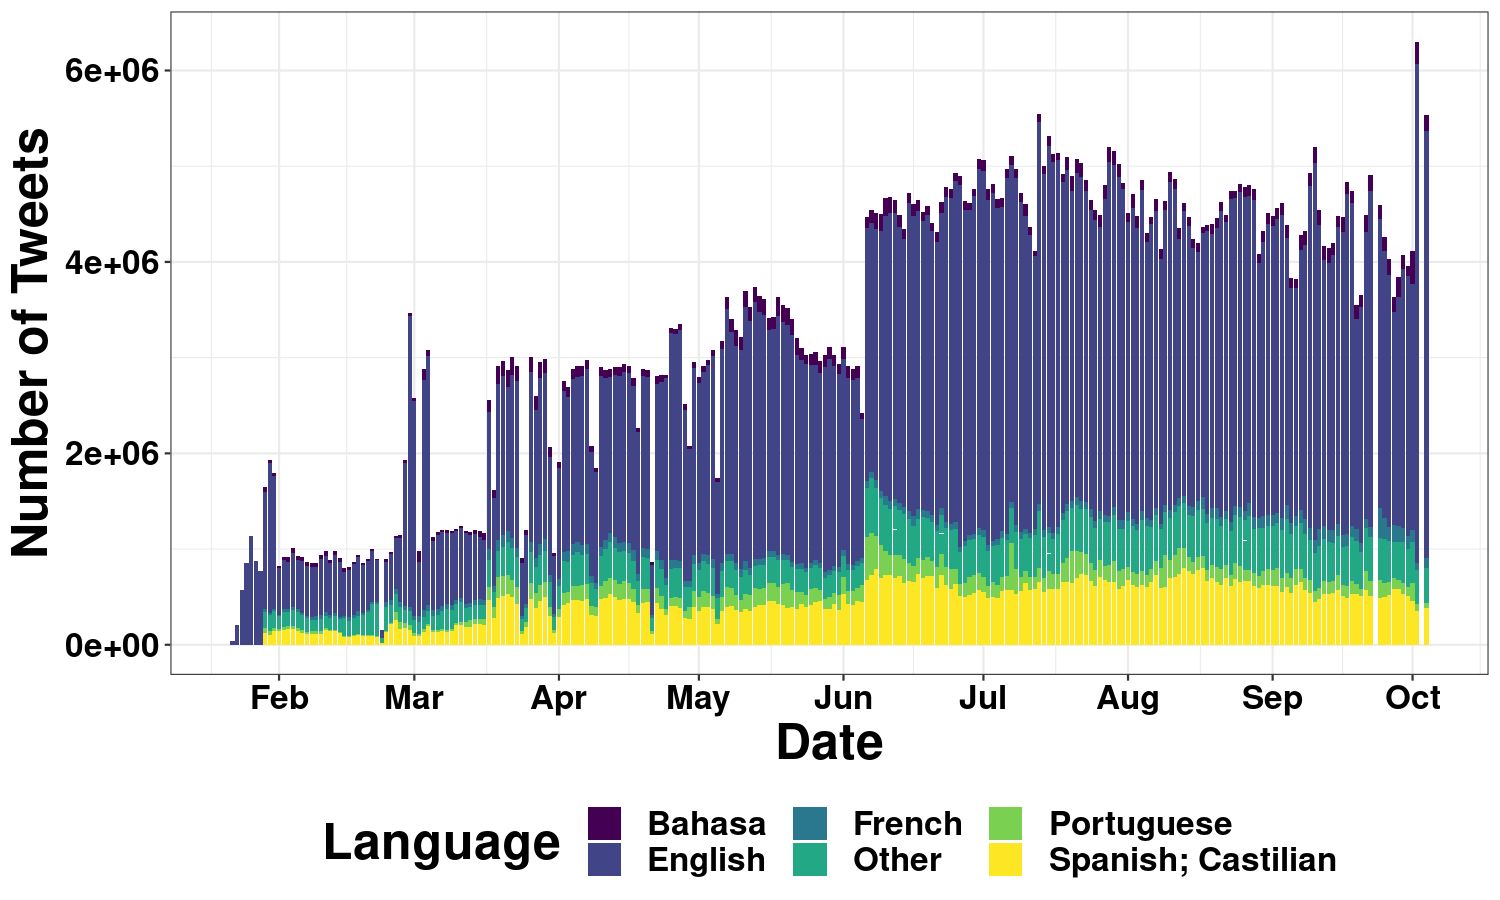 Number of Tweets
6e+06
4e+06
2e+06
0e+00
Feb Mar Apr May Jun Jul Aug Sep Oct
Date
Language
Bahasa French Portuguese
English Other Spanish; Castilian